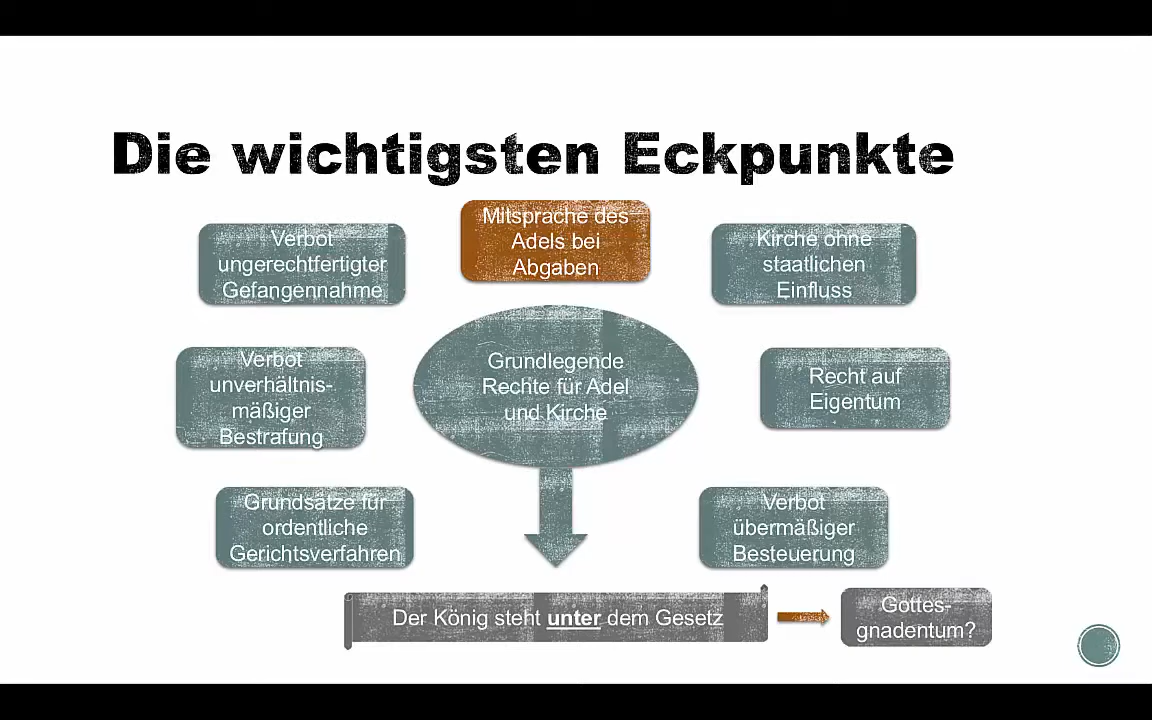 Die wichtigsten Eckpunkte
Mitsprache des
Adels bei
Abgaben
Verbot
ungerechtfertigter
Gefangennahme
Kirche ohne
staatlichen
Einfluss
Verbot
unverhältnis-
mäßiger
Bestrafung
Grundlegende
Rechte für Adel
und Kirche
Recht auf
Eigentum
Grundsätze für
ordentliche
Gerichtsverfahren
Verbot
übermäßiger
Besteuerung
Der König steht unter dem Gesetz
Gottes-
gnadentum?